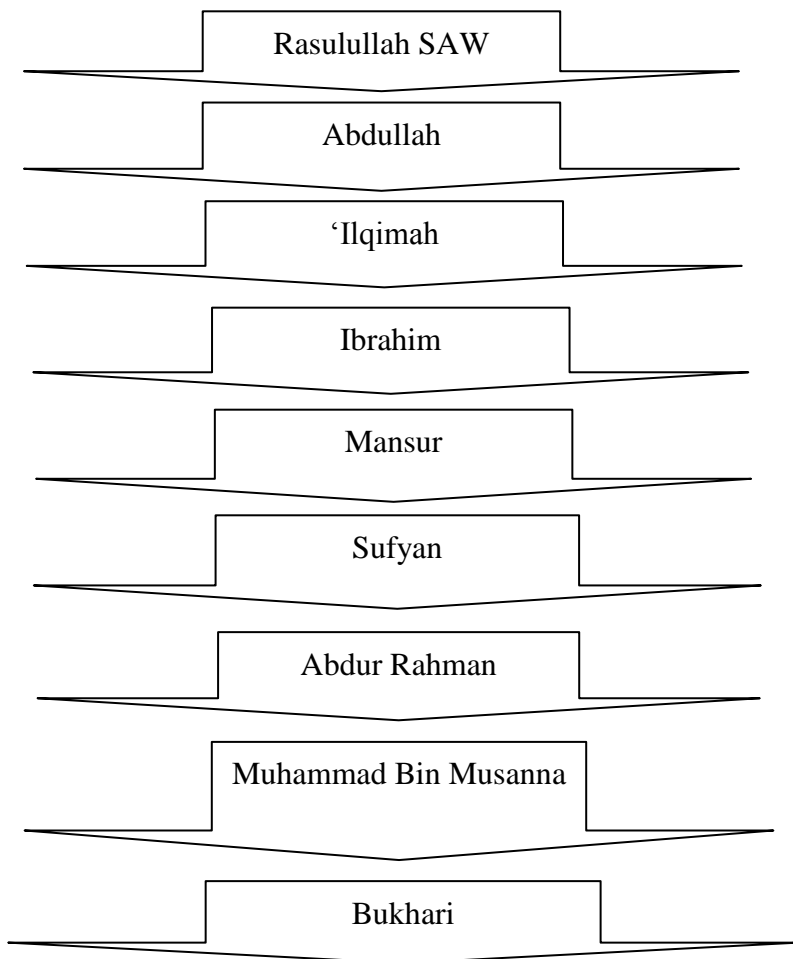 Rasulullah SAW
Abdullah
‘Ilqimah
Ibrahim
Mansur
Sufyan
Abdur Rahman
Muhammad Bin Musanna
Bukhari